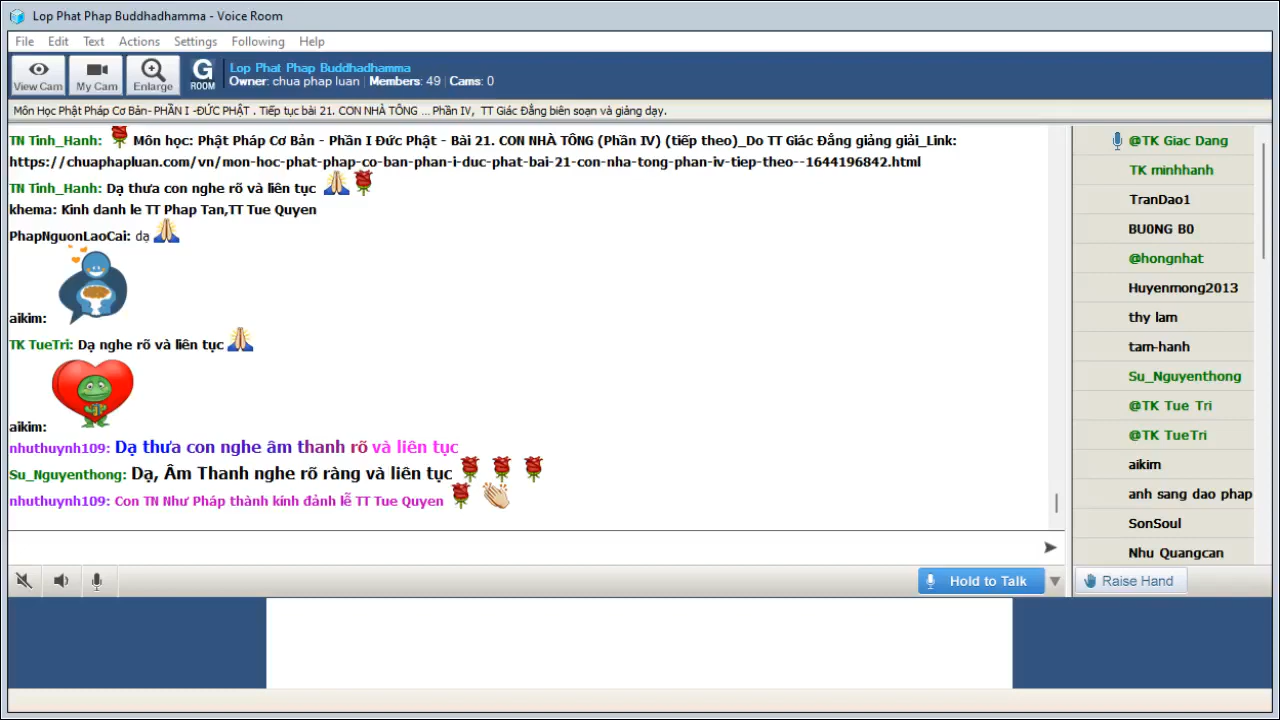 Lop Phat Phap Buddhadhamma - Voice Room
File Edit Text Actions Settings Following Help
View Cam My Cam Enlarge G ROOM
Lop Phat Phap Buddhadhamma
Owner: chua phap luan Members: 49 Cams: 0
Môn Học Phật Pháp Cơ Bản- PHẦN I -ĐỨC PHẬT . Tiếp tục bài 21. CON NHÀ TÔNG ... Phần IV, TT Giác Đẳng biên soạn và giảng dạy.
TN Tinh_Hanh: Môn học: Phật Pháp Cơ Bản - Phần I Đức Phật - Bài 21. CON NHÀ TÔNG (Phần IV) (tiếp theo)_Do TT Giác Đẳng giảng giải_Link:
https://chuaphapluan.com/vn/mon-hoc-phat-phap-co-ban-phan-i-duc-phat-bai-21-con-nha-tong-phan-iv-tiep-theo--1644196842.html
TN Tinh_Hanh: Dạ thưa con nghe rõ và liên tục
khema: Kinh danh le TT Phap Tan,TT Tue Quyen
PhapNguonLaoCai: dạ
aikim:
TK TueTri: Dạ nghe rõ và liên tục
aikim:
nhuthuynh109: Dạ thưa con nghe âm thanh rõ và liên tục
Su_Nguyenthong: Dạ, Âm Thanh nghe rõ ràng và liên tục
nhuthuynh109: Con TN Như Pháp thành kính đảnh lễ TT Tue Quyen
@TK Giac Dang
TK minhhanh
TranDao1
BU0NG B0
@hongnhat
Huyenmong2013
thy lam
tam-hanh
Su_Nguyenthong
@TK Tue Tri
@TK TueTri
aikim
anh sang dao phap
SonSoul
Nhu Quangcan
Hold to Talk
Raise Hand